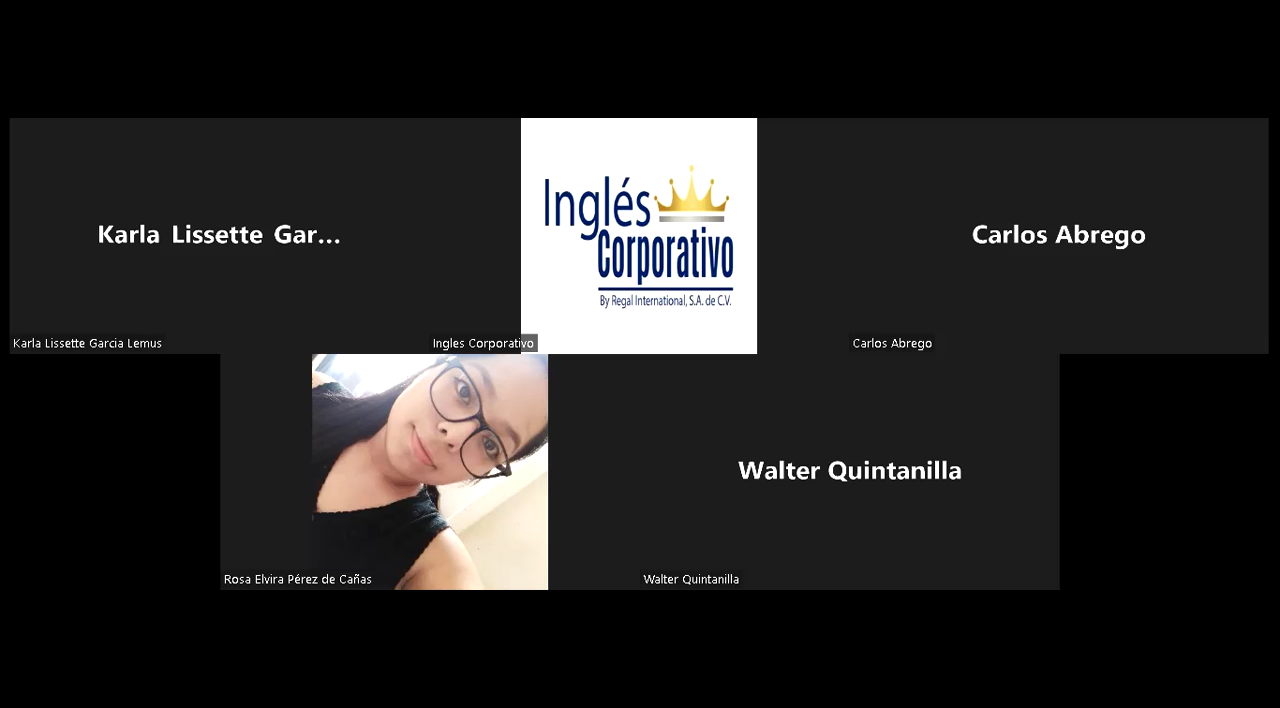 Karla Lissette Gar...
Inglés
Corporativo
By Regal International, S.A. de C.V.
Carlos Abrego
Karla Lissette Garcia Lemus
Ingles Corporativo
Carlos Abrego
Walter Quintanilla
Rosa Elvira Pérez de Cañas
Walter Quintanilla